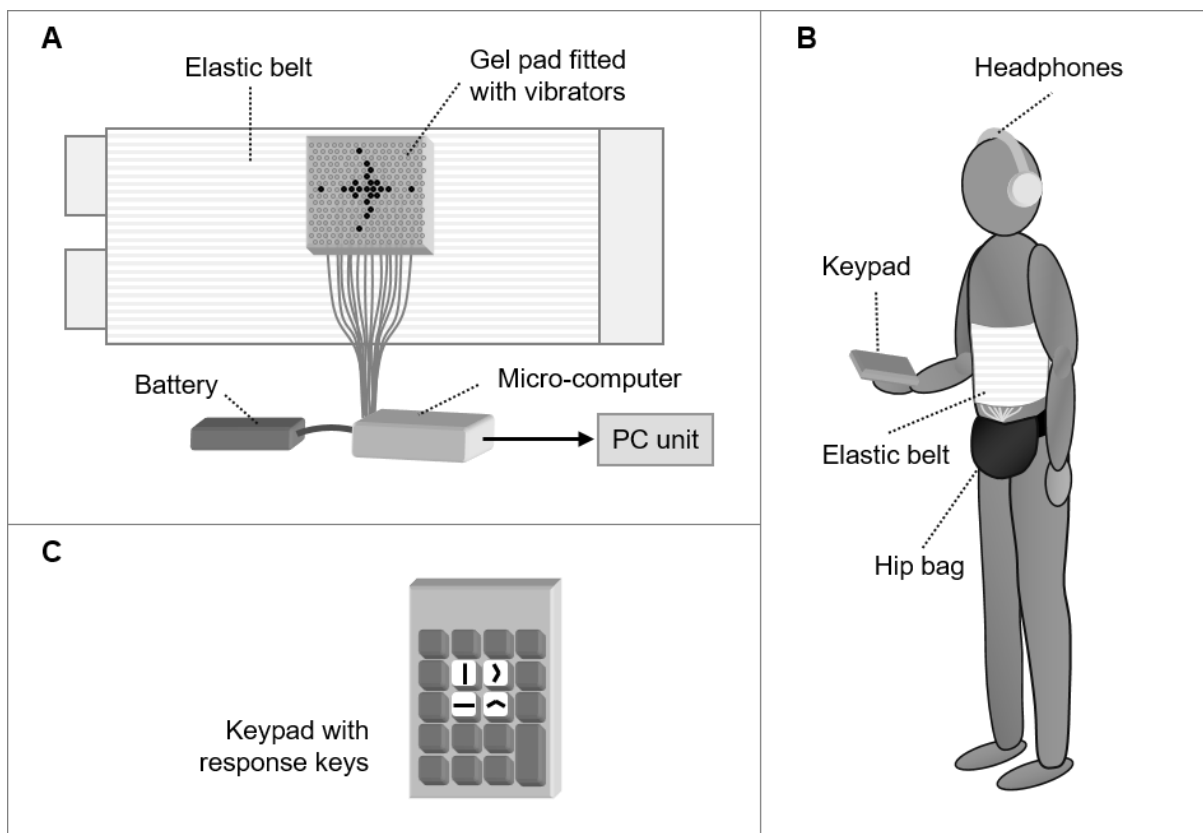 A
Elastic belt
Gel pad fitted
with vibrators
Battery
Micro-computer
PC unit
B
Headphones
Keypad
Elastic belt
Hip bag
C
Keypad with
response keys